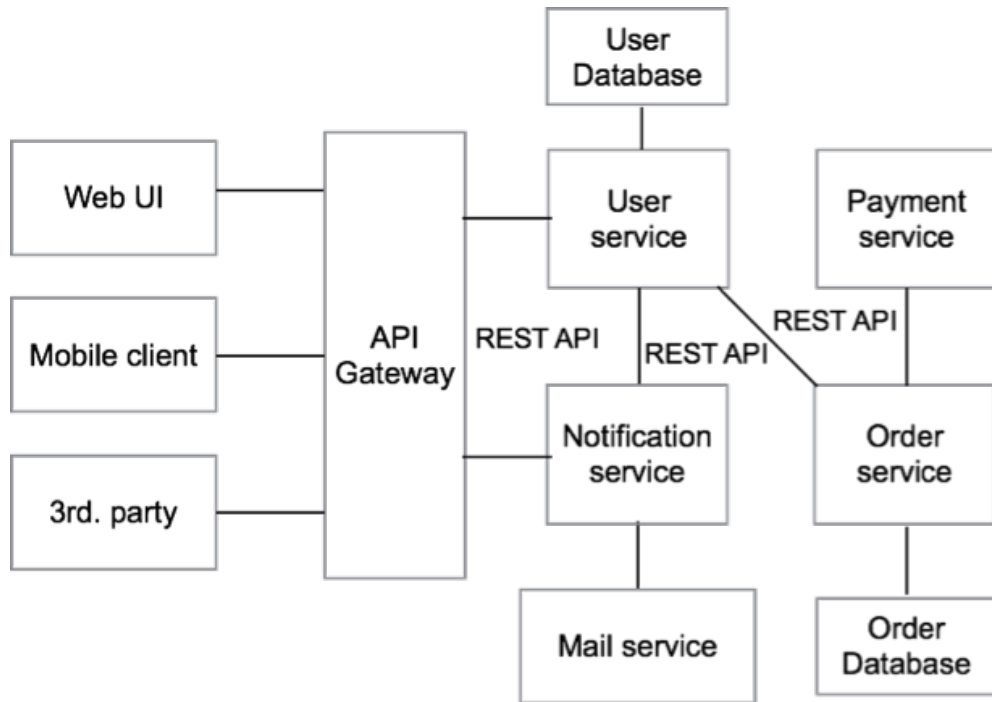 User
Database
Web UI
User
service
Payment
service
Mobile client
API
Gateway
REST API
REST API
REST API
3rd. party
Notification
service
Order
service
Mail service
Order
Database